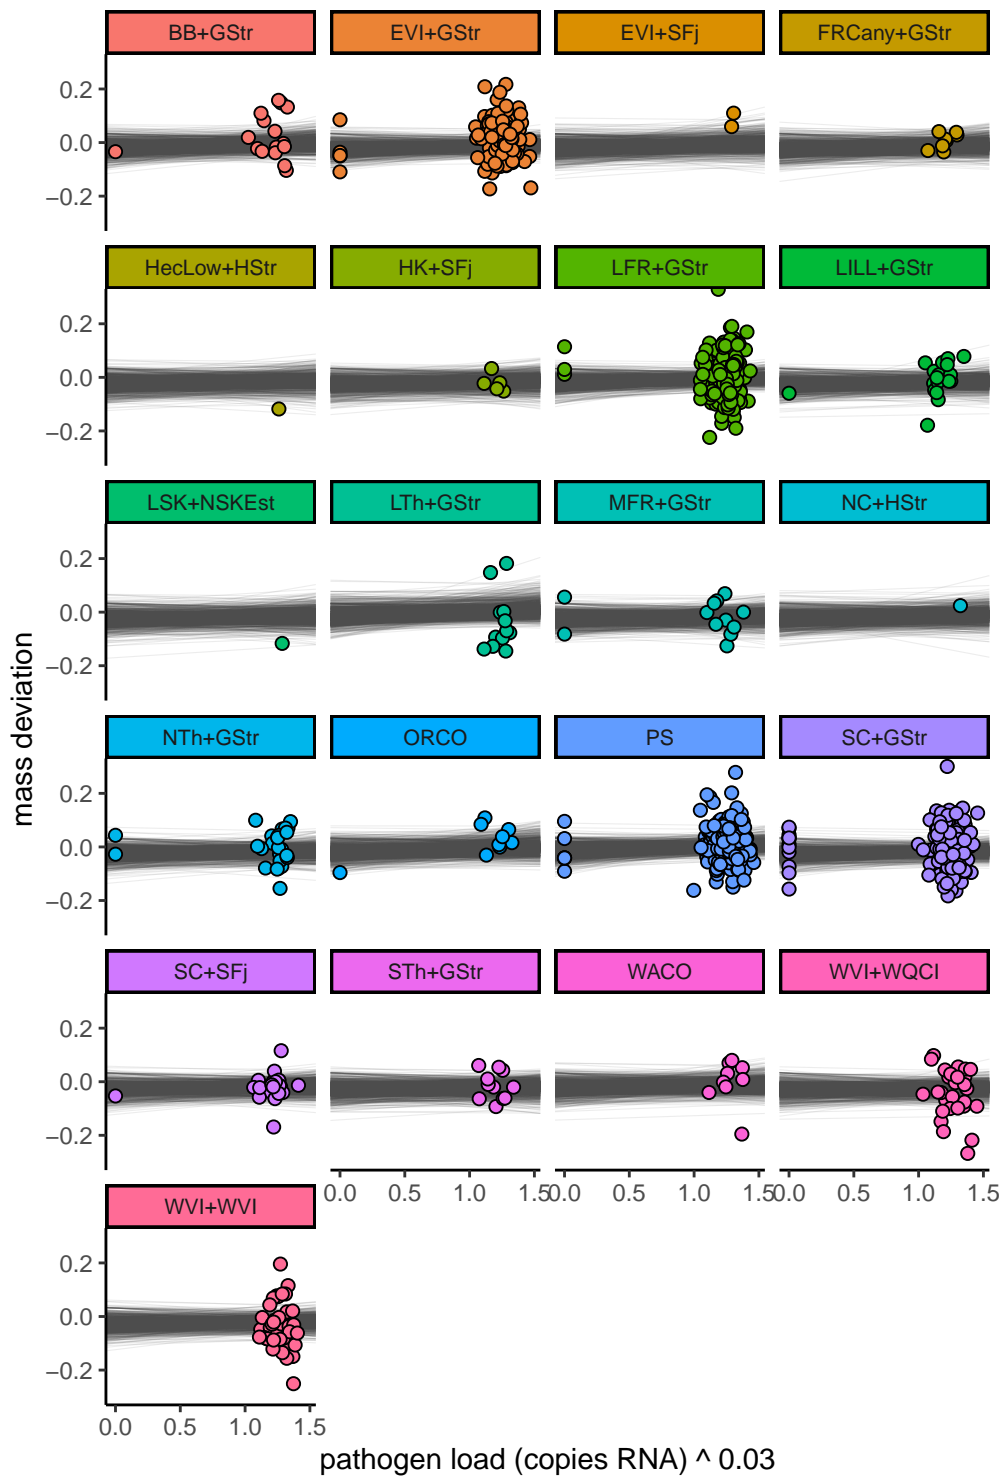 BB+GStr EVI+GStr EVI+SFj FRCany+GStr
0.2
0.0
−0.2
HecLow+HStr HK+SFj LFR+GStr LILL+GStr
0.2
0.0
−0.2
LSK+NSKEst LTh+GStr MFR+GStr NC+HStr
0.2
0.0
−0.2
mass deviation
NTh+GStr ORCO PS SC+GStr
0.2
0.0
−0.2
SC+SFj STh+GStr WACO WVI+WQCI
0.2
0.0
−0.2
0.0 0.5 1.0 1.5 0.0 0.5 1.0 1.5 0.0 0.5 1.0 1.5
WVI+WVI
0.2
0.0
−0.2
0.0 0.5 1.0 1.5
pathogen load (copies RNA) ^ 0.03